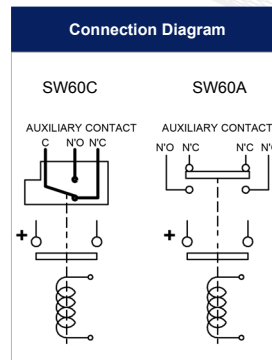 Connection Diagram
SW60C
SW60A
AUXILIARY CONTACT
C N'O N'C
AUXILIARY CONTACT
N'O N'C N'C N'O
+
+